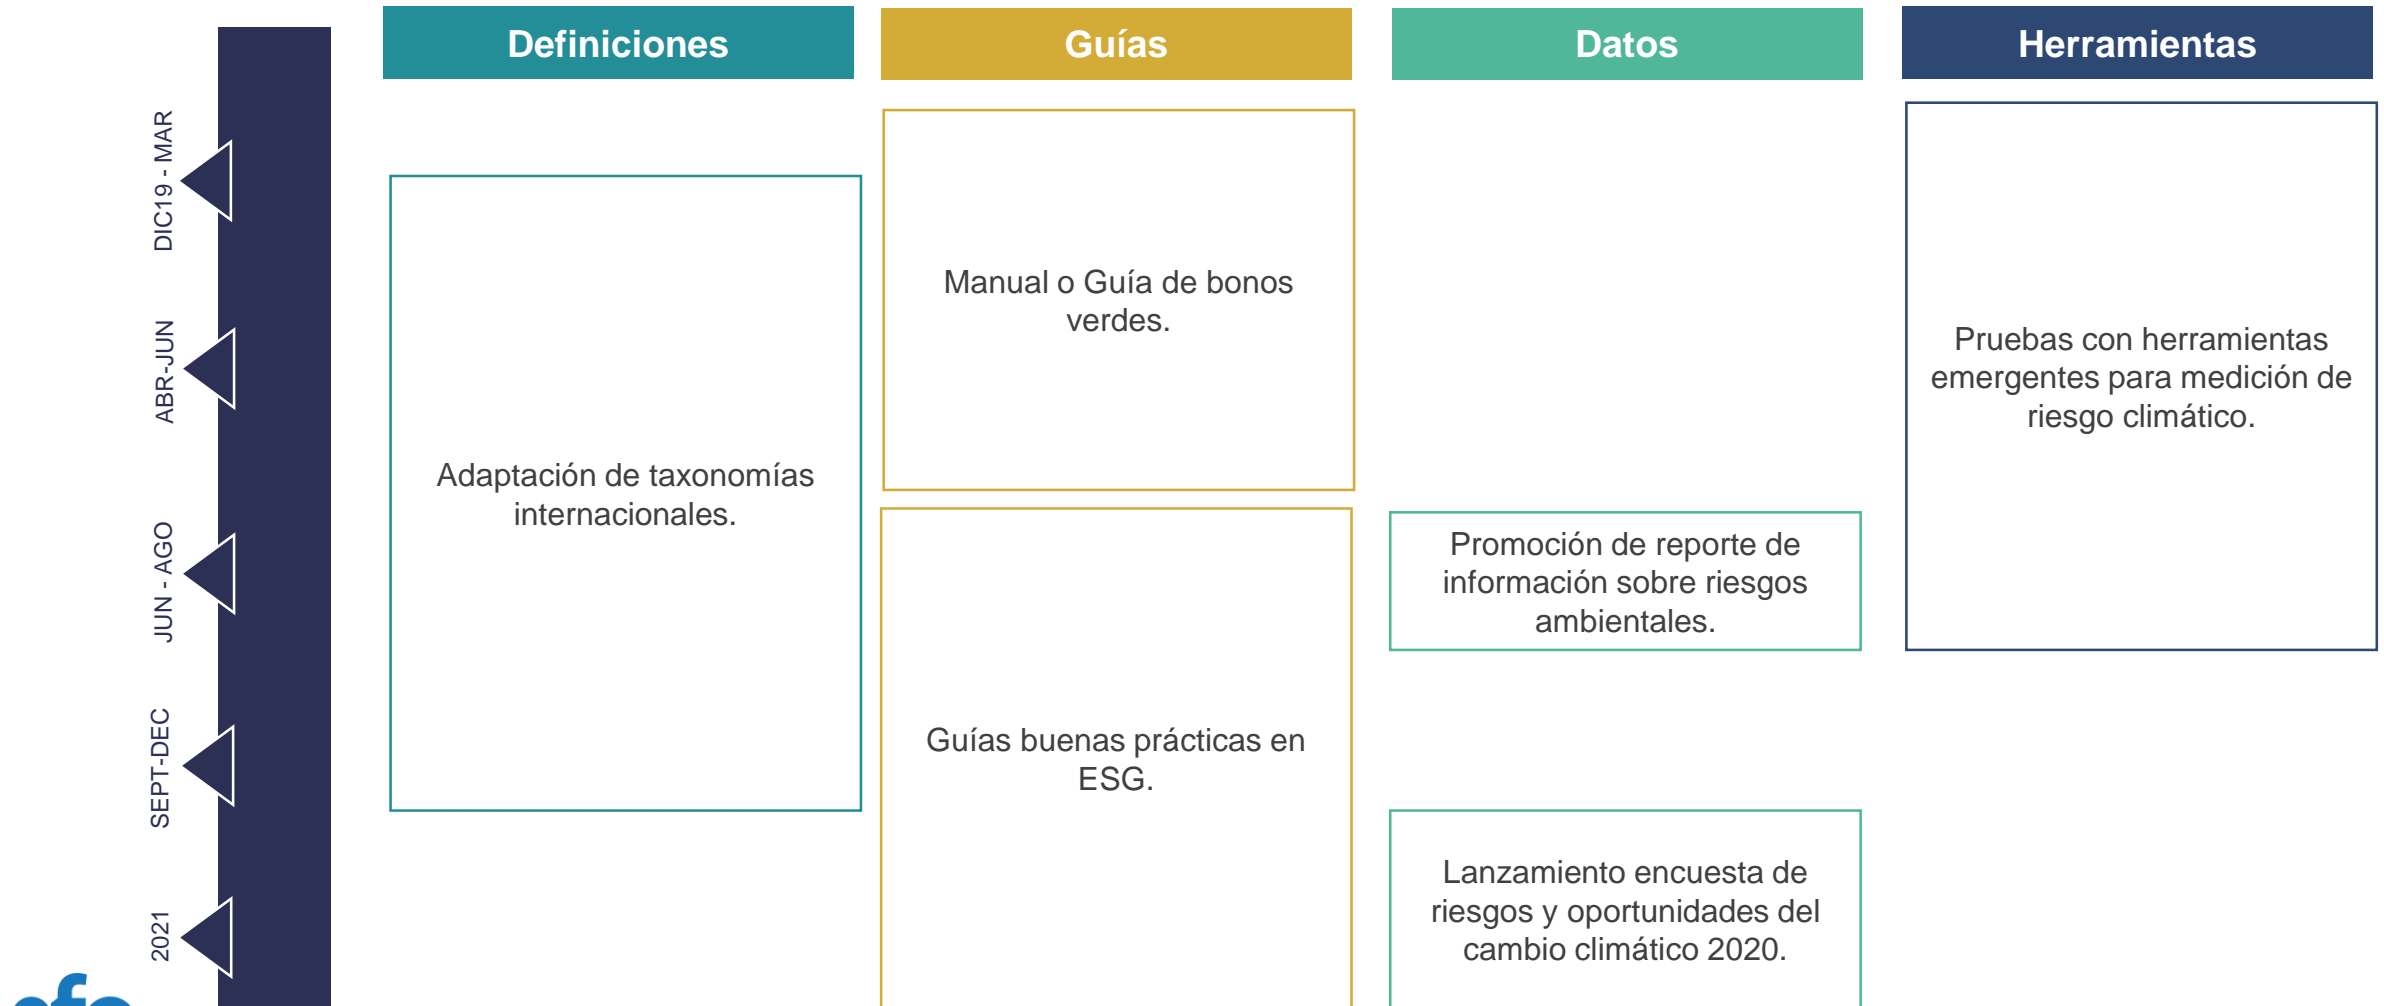 Definiciones
Guías
Datos
Herramientas
DIC19 - MAR
ABR-JUN
JUN - AGO
SEPT-DEC
2021
Adaptación de taxonomías
internacionales.
Manual o Guía de bonos
verdes.
Guías buenas prácticas en
ESG.
Promoción de reporte de
información sobre riesgos
ambientales.
Lanzamiento encuesta de
riesgos y oportunidades del
cambio climático 2020.
Pruebas con herramientas
emergentes para medición de
riesgo climático.